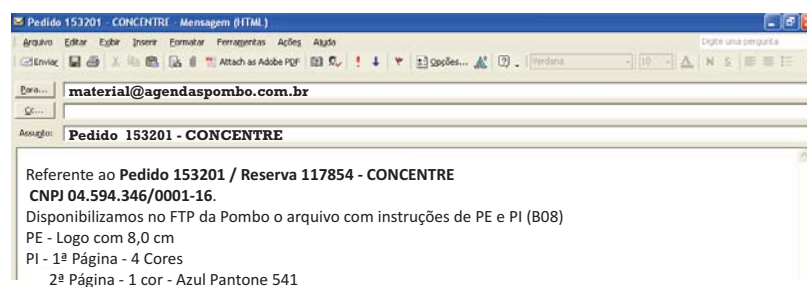 Pedido 153201 - CONCENTRE - Mensagem (HTML)
Arquivo Editar Exibir Inserir Formatar Ferramentas Ações Ajuda Digite uma pergunta
Enviar Attach as Adobe PDF Opções... Verdana 10 A N S
Para... material@agendaspombo.com.br
Cc...
Assunto: Pedido 153201 - CONCENTRE
Referente ao Pedido 153201 / Reserva 117854 - CONCENTRE
CNPJ 04.594.346/0001-16.
Disponibilizamos no FTP da Pombo o arquivo com instruções de PE e PI (B08)
PE - Logo com 8,0 cm
PI - 1ª Página - 4 Cores
2ª Página - 1 cor - Azul Pantone 541